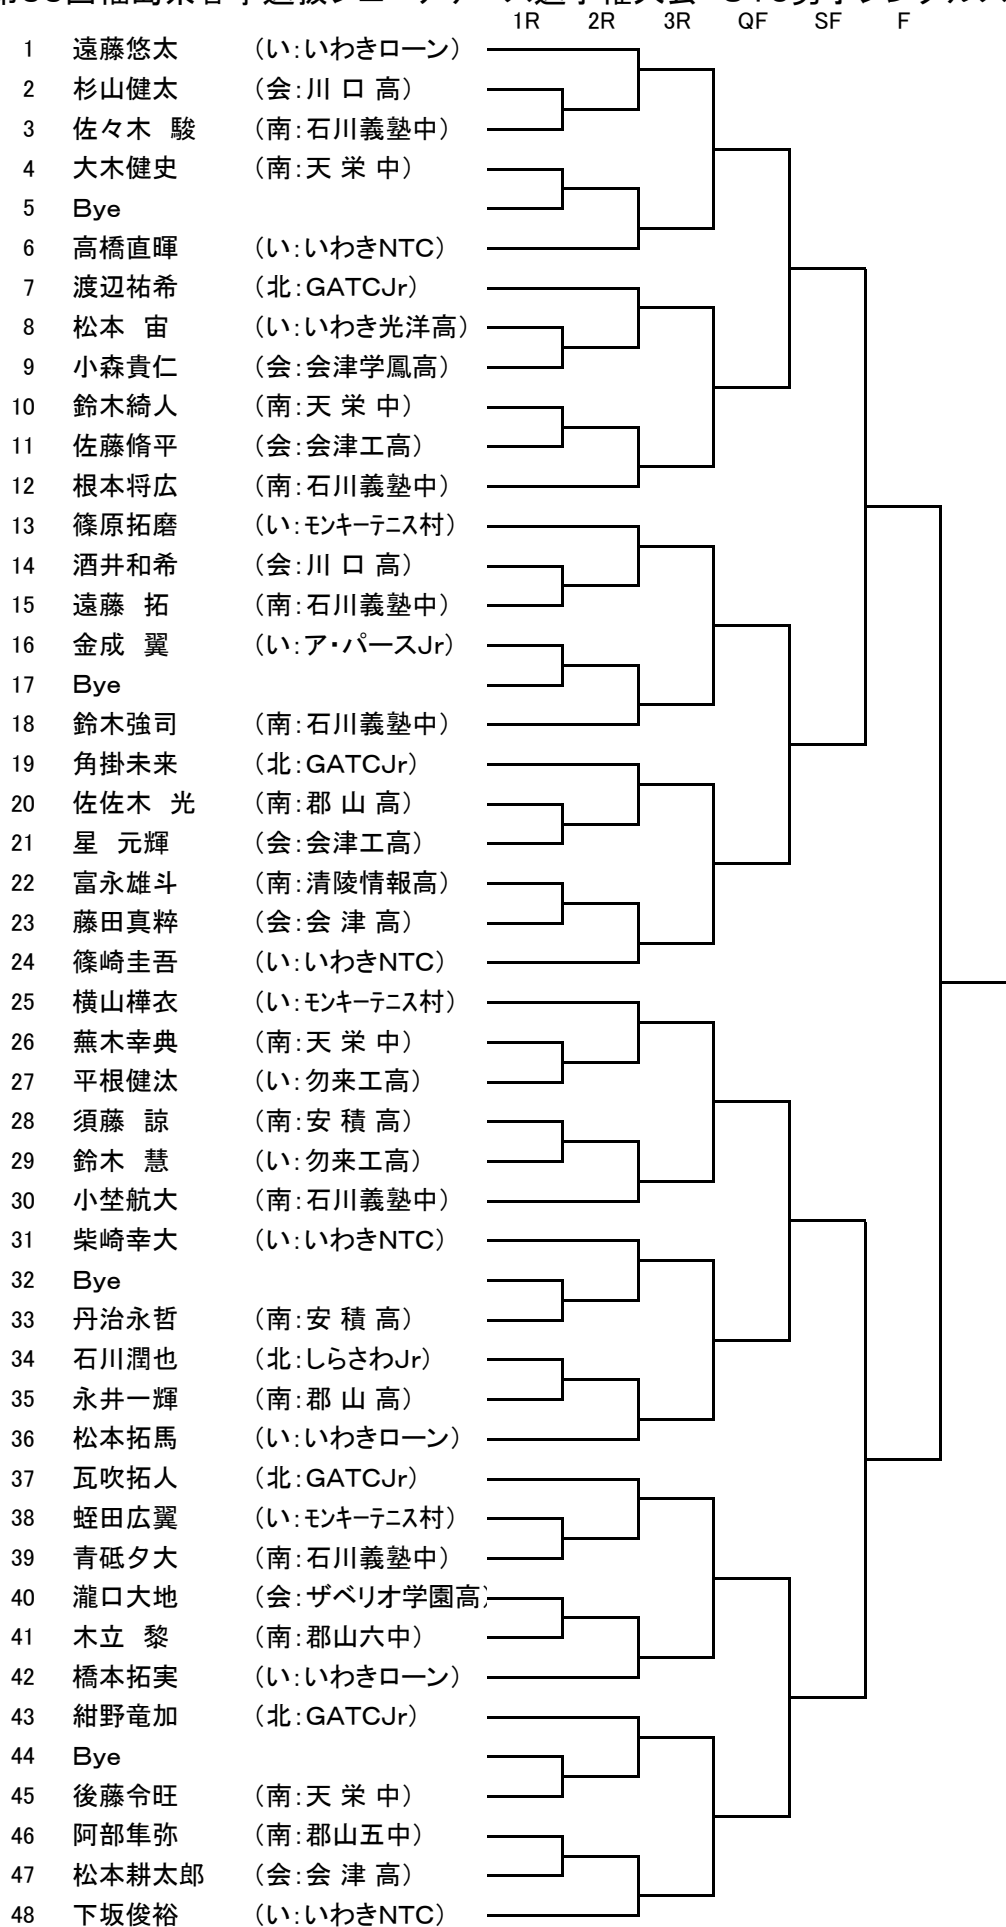 1R 2R 3R QF SF F
1 遠藤悠太 (い:いわきローン)
2 杉山健太 (会:川 口 高)
3 佐々木 駿 (南:石川義塾中)
4 大木健史 (南:天 栄 中)
5 Bye
6 高橋直暉 (い:いわきNTC)
7 渡辺祐希 (北:GATCJr)
8 松本 宙 (い:いわき光洋高)
9 小森貴仁 (会:会津学鳳高)
10 鈴木綺人 (南:天 栄 中)
11 佐藤脩平 (会:会津工高)
12 根本将広 (南:石川義塾中)
13 篠原拓磨 (い:モンキーテニス村)
14 酒井和希 (会:川 口 高)
15 遠藤 拓 (南:石川義塾中)
16 金成 翼 (い:ア・パースJr)
17 Bye
18 鈴木強司 (南:石川義塾中)
19 角掛未来 (北:GATCJr)
20 佐佐木 光 (南:郡 山 高)
21 星 元輝 (会:会津工高)
22 富永雄斗 (南:清陵情報高)
23 藤田真粋 (会:会 津 高)
24 篠崎圭吾 (い:いわきNTC)
25 横山樺衣 (い:モンキーテニス村)
26 蕪木幸典 (南:天 栄 中)
27 平根健汰 (い:勿来工高)
28 須藤 諒 (南:安 積 高)
29 鈴木 慧 (い:勿来工高)
30 小埜航大 (南:石川義塾中)
31 柴崎幸大 (い:いわきNTC)
32 Bye
33 丹治永哲 (南:安 積 高)
34 石川潤也 (北:しらさわJr)
35 永井一輝 (南:郡 山 高)
36 松本拓馬 (い:いわきローン)
37 瓦吹拓人 (北:GATCJr)
38 蛭田広翼 (い:モンキーテニス村)
39 青砥夕大 (南:石川義塾中)
40 瀧口大地 (会:ザベリオ学園高)
41 木立 黎 (南:郡山六中)
42 橋本拓実 (い:いわきローン)
43 紺野竜加 (北:GATCJr)
44 Bye
45 後藤令旺 (南:天 栄 中)
46 阿部隼弥 (南:郡山五中)
47 松本耕太郎 (会:会 津 高)
48 下坂俊裕 (い:いわきNTC)